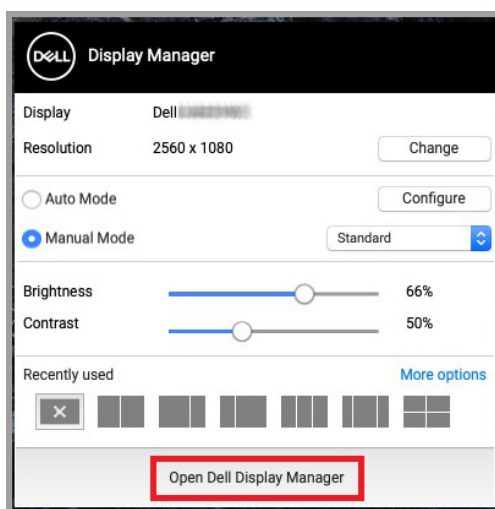 DELL Display Manager
Display Dell
Resolution 2560 x 1080 Change
Auto Mode Configure
Manual Mode Standard
Brightness 66%
Contrast 50%
Recently used More options
Open Dell Display Manager